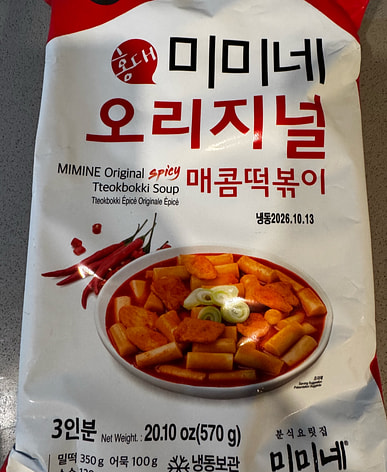 홍대
미미네
오리지널
MIMINE Original spicy
Tteokbokki Soup
매콤떡볶이
Tteokbokki Épicé Originale Épicé
냉동2026.10.13
3인분 Net Weight : 20.10 oz(570 g)
밀떡 350 g 어묵 100 g
냉동보관
분식요릿집
미미네